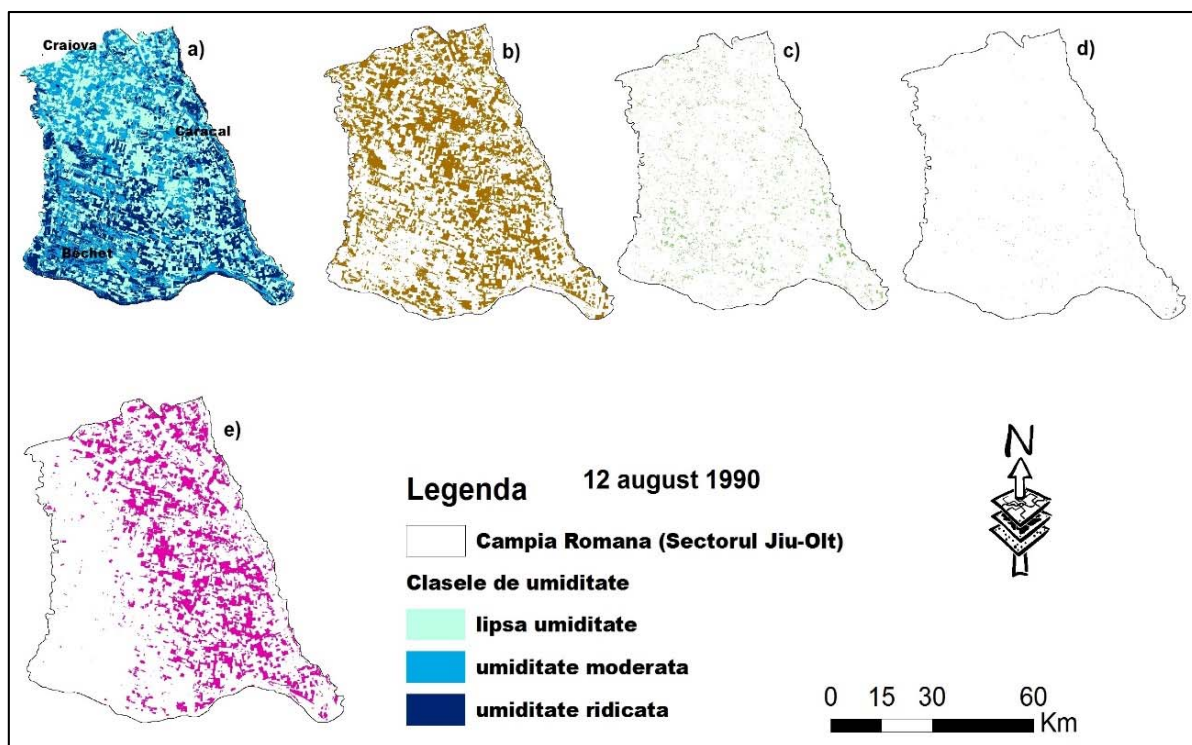 Craiova
a)
Caracal
Bechet
b)
c)
d)
e)
Legenda
12 august 1990
Campia Romana (Sectorul Jiu-Olt)
Clasele de umiditate
lipsa umiditate
umiditate moderata
umiditate ridicata
N
0 15 30 60
Km